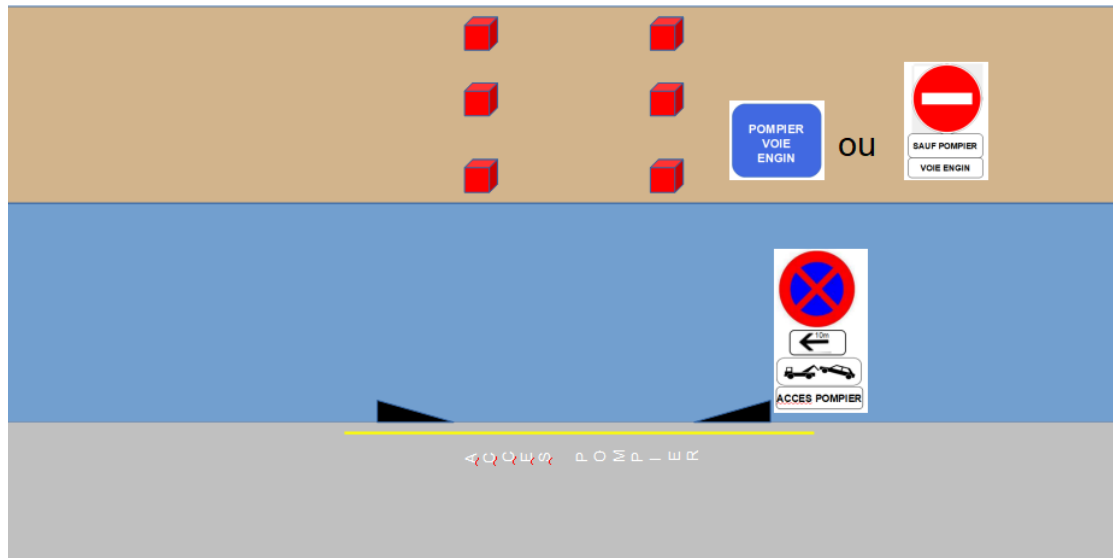 POMPIER
VOIE
ENGIN
ou
SAUF POMPIER
VOIE ENGIN
10m
ACCES POMPIER
ACCES POMPIER